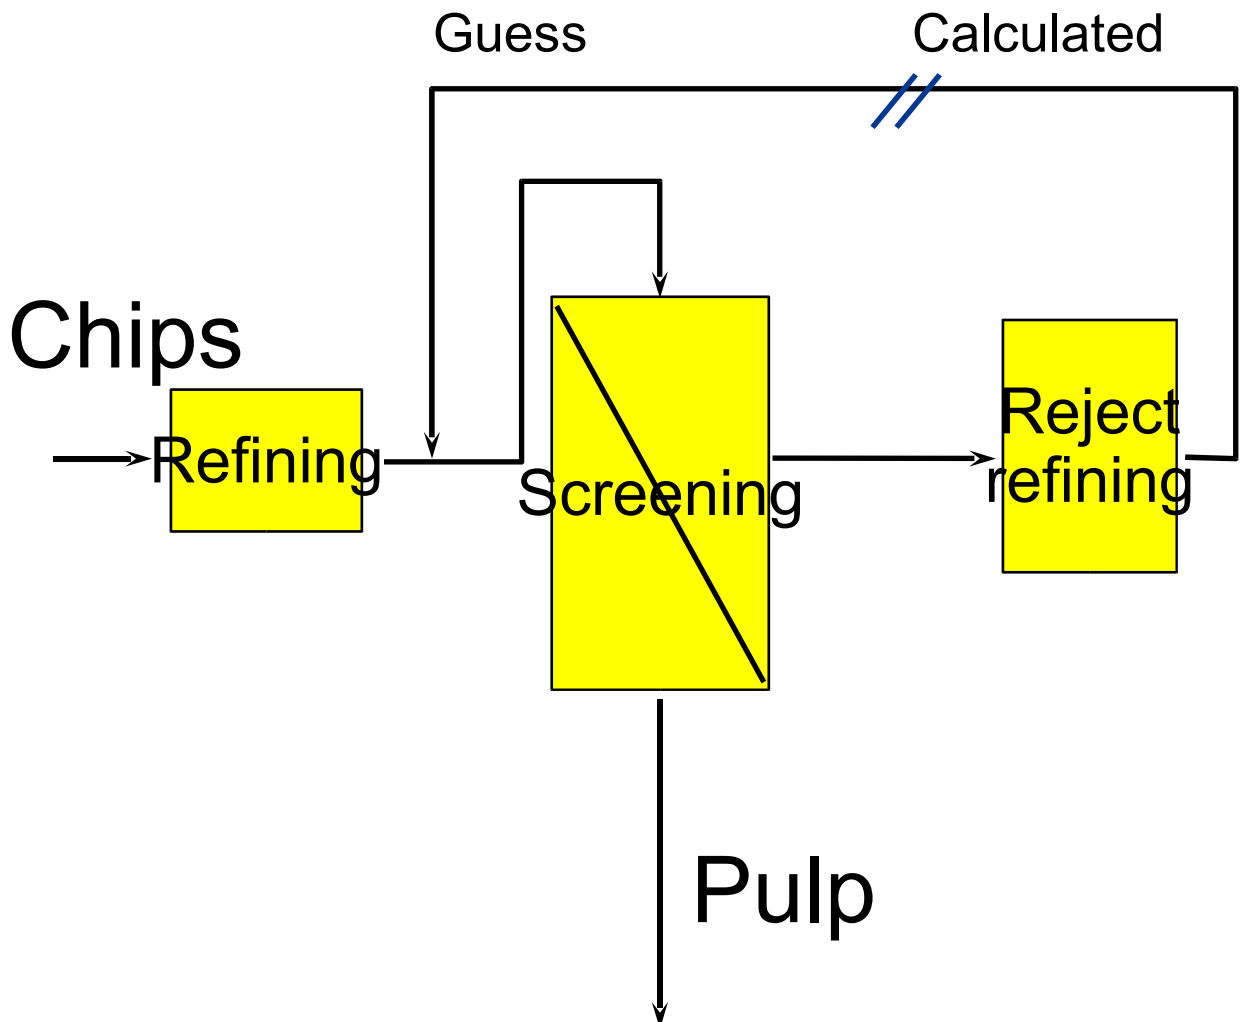 Guess
Calculated
Chips
Refining
Screening
Reject
refining
Pulp